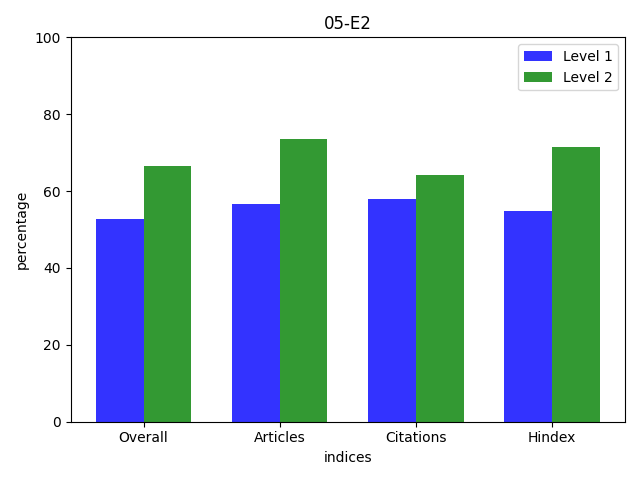 05-E2
100
80
60
40
20
0
percentage
Level 1
Level 2
Overall
Articles
Citations
Hindex
indices